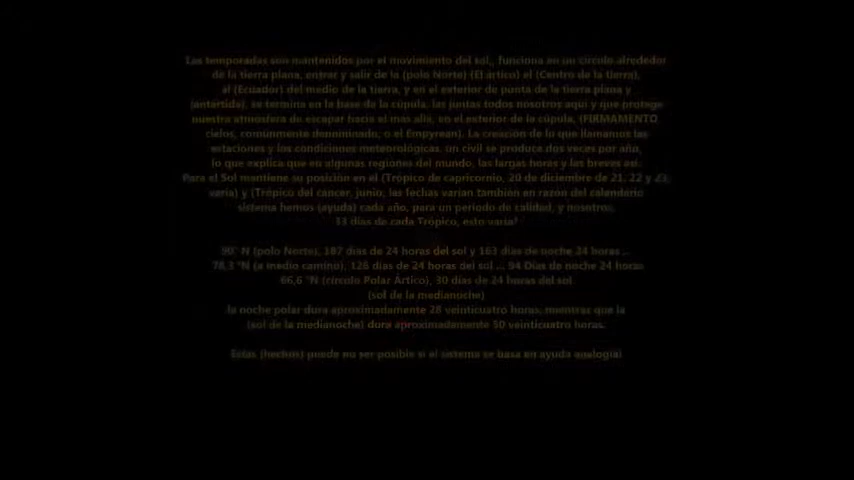 Las temporadas son mantenidos por el movimiento del sol,, funciona en un círculo alrededor
de la tierra plana, entrar y salir de la (polo Norte) (El ártico) el (Centro de la tierra),
al (Ecuador) del medio de la tierra, y en el exterior de punta de la tierra plana y
(antártida), se termina en la base de la cúpula, las juntas todos nosotros aquí y que protege
nuestra atmosfera de escapar hacia el más allá, en el exterior de la cúpula, (FIRMAMENTO
cielos, comunmente denominado, o el Empyrean). La creación de lo que llamamos las
estaciones y los condiciones meteorológicas, un civil se produce dos veces por año,
lo que explica que en algunas regiones del mundo, las largas horas y las breves así.
Para el Sol mantiene su posición en el (Trópico de capricornio, 20 de diciembre de 21, 22 y 23,
varía) y (Trópico del cáncer, junio, las fechas varían también en razón del calendario
sistema hemos (ayuda) cada año, para un periodo de calidad, y nosotros,
33 días de cada Trópico, esto varía?
90° N (polo Norte), 187 días de 24 horas del sol y 163 días de noche 24 horas ..
78,3 °N (a medio camino), 126 días de 24 horas del sol ... 94 Días de noche 24 horas
66,6 °N (círculo Polar Ártico), 30 días de 24 horas del sol
(sol de la medianoche)
la noche polar dura aproximadamente 28 veinticuatro horas, mientras que la
(sol de la medianoche) dura aproximadamente 50 veinticuatro horas.
Estas (hechos) puede no ser posible si el sistema se basa en ayuda analogía!